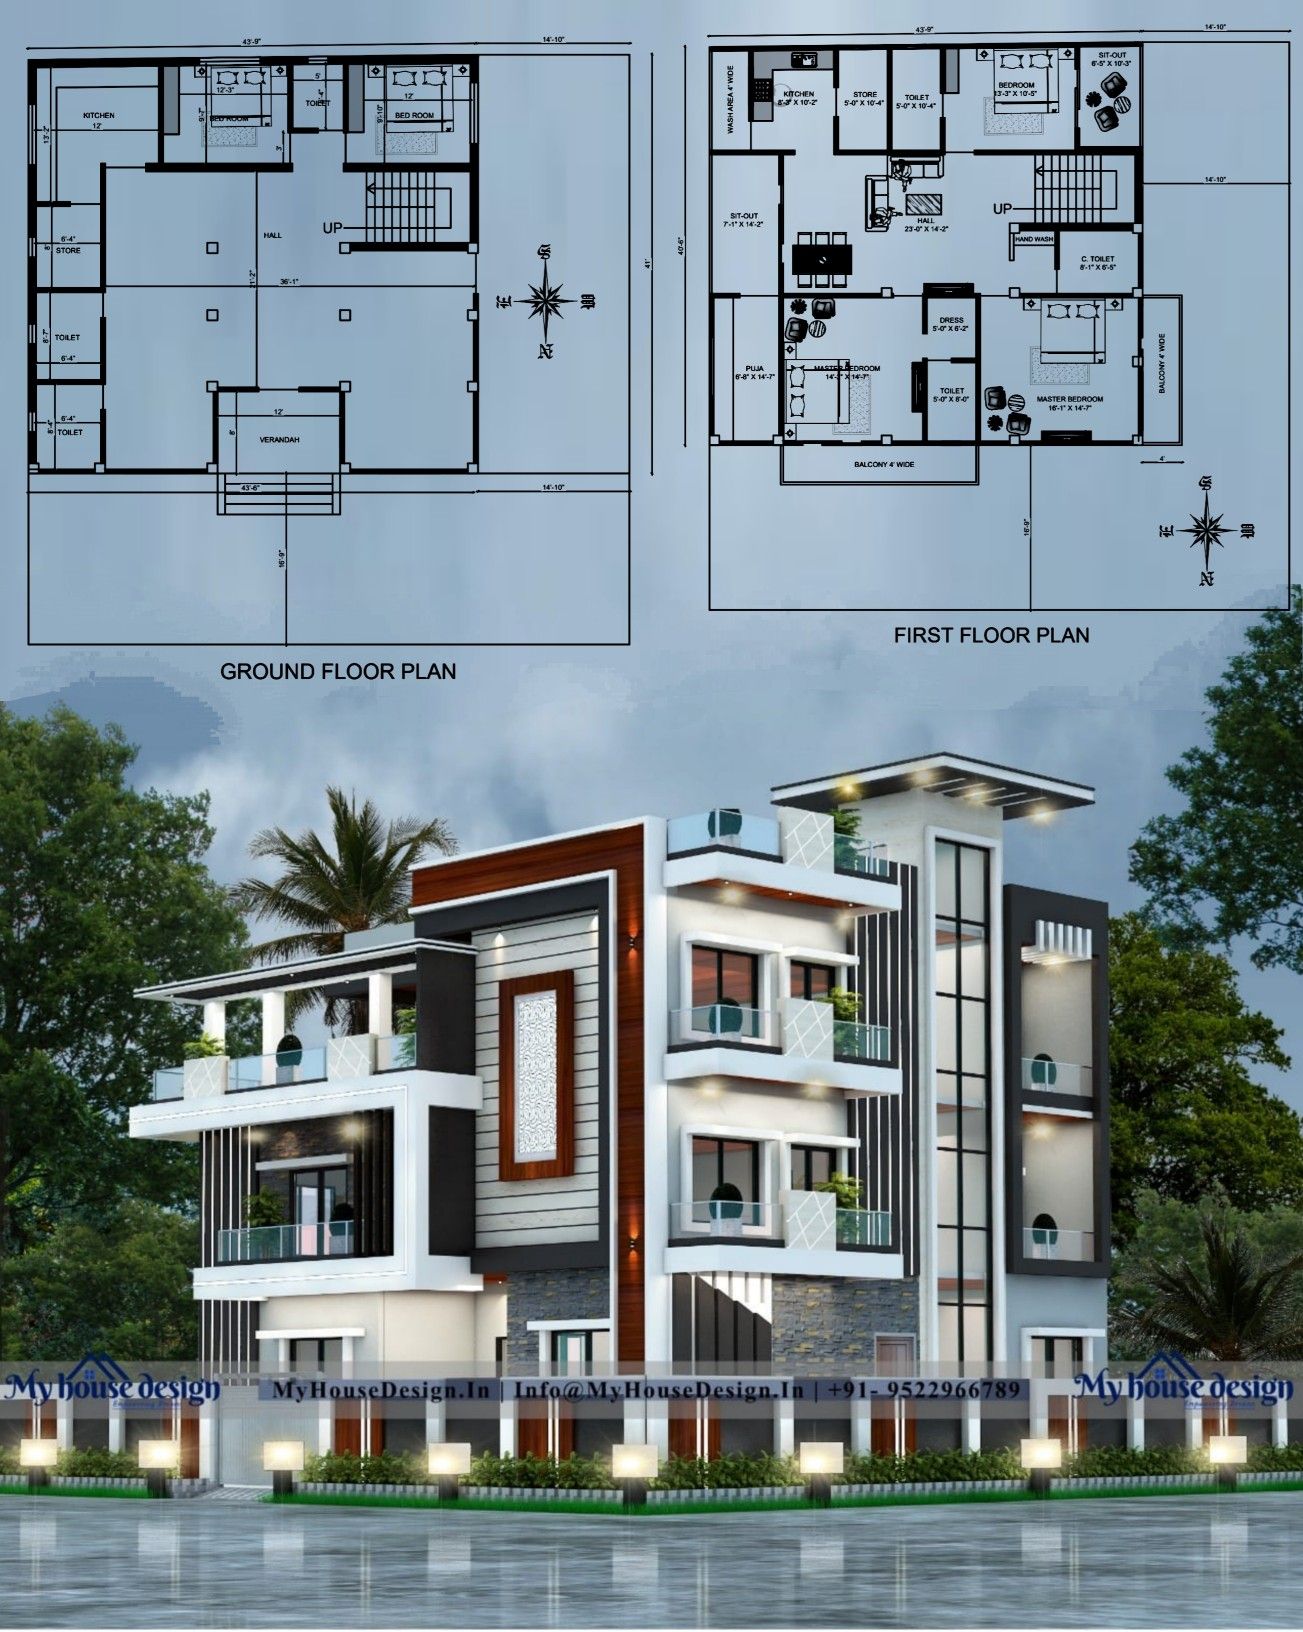 43'-9"
14'-10"
KITCHEN
12'
13'-2"
12'-3"
9'-7"
BED ROOM
5'
TOILET
3'
12'
9'-10"
BED ROOM
UP
HALL
6'-4"
8'
STORE
36'-1"
21'-2"
8'-7"
TOILET
6'-4"
6'-4"
8'-4"
TOILET
12'
8'
VERANDAH
43'-6"
14'-10"
16'-9"
41'
S
E W
N
GROUND FLOOR PLAN
43'-9"
14'-10"
40'-6"
WASH AREA 4' WIDE
KITCHEN
8'-3" X 10'-2"
STORE
5'-0" X 10'-4"
TOILET
5'-0" X 10'-4"
BEDROOM
13'-3" X 10'-5"
SIT-OUT
6'-5" X 10'-3"
14'-10"
SIT-OUT
7'-1" X 14'-2"
HALL
23'-0" X 14'-2"
UP
HAND WASH
C. TOILET
8'-1" X 6'-5"
PUJA
6'-8" X 14'-7"
MASTER BEDROOM
DRESS
5'-0" X 6'-2"
TOILET
5'-0" X 8'-0"
MASTER BEDROOM
16'-1" X 14'-7"
BALCONY 4' WIDE
BALCONY 4' WIDE
4'
16'-9"
S
E W
N
FIRST FLOOR PLAN
My house design
MyHouseDesign.In | Info@MyHouseDesign.In | +91- 9522966789
My house design